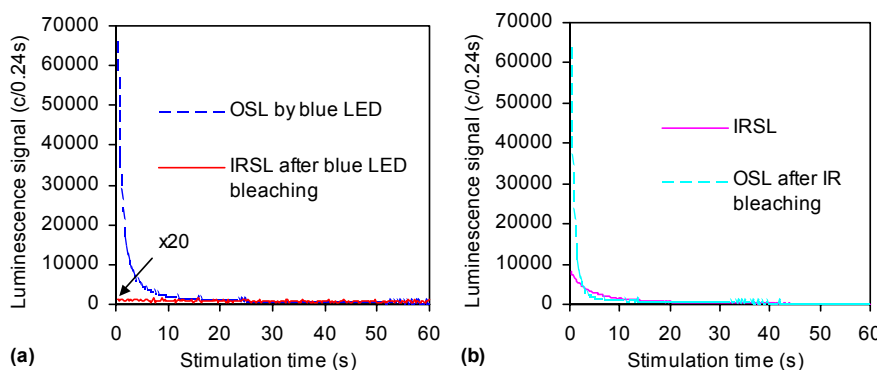 (a)
Luminescence signal (c/0.24s)
70000
60000
50000
40000
30000
20000
10000
0
OSL by blue LED
IRSL after blue LED
bleaching
x20
0 10 20 30 40 50 60
Stimulation time (s)
(b)
Luminescence signal (c/0.24s)
70000
60000
50000
40000
30000
20000
10000
0
IRSL
OSL after IR
bleaching
0 10 20 30 40 50 60
Stimulation time (s)